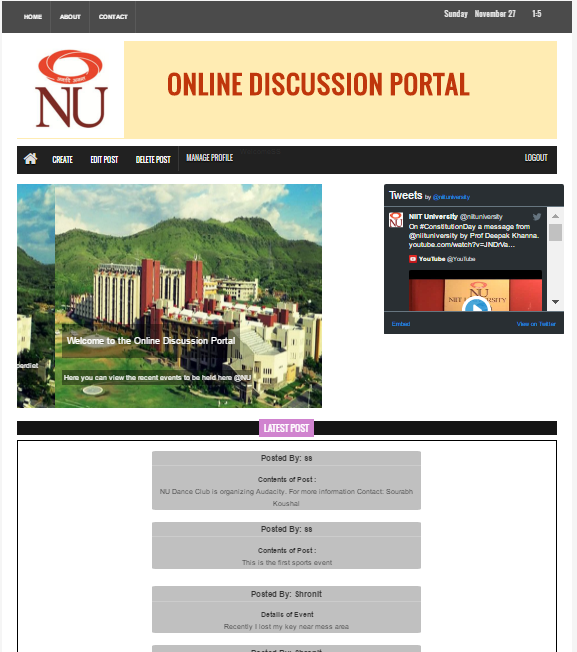 HOME ABOUT CONTACT Sunday November 27 1:5
NU
ONLINE DISCUSSION PORTAL
CREATE EDIT POST DELETE POST MANAGE PROFILE LOGOUT
Tweets by @niituniversity
NIIT University @niituniversity
On #ConstitutionDay a message from
@niituniversity by Prof Deepak Khanna.
youtube.com/watch?v=JNDrVa...
YouTube @YouTube
NIIT UNIVERSITY
Embed View on Twitter
Welcome to the Online Discussion Portal
Here you can view the recent events to be held here @NU
LATEST POST
Posted By: ss
Contents of Post :
NU Dance Club is organizing Audacity. For more information Contact: Sourabh
Koushal
Posted By: ss
Contents of Post :
This is the first sports event
Posted By: Shronit
Details of Event
Recently I lost my key near mess area
Posted By: Shronit